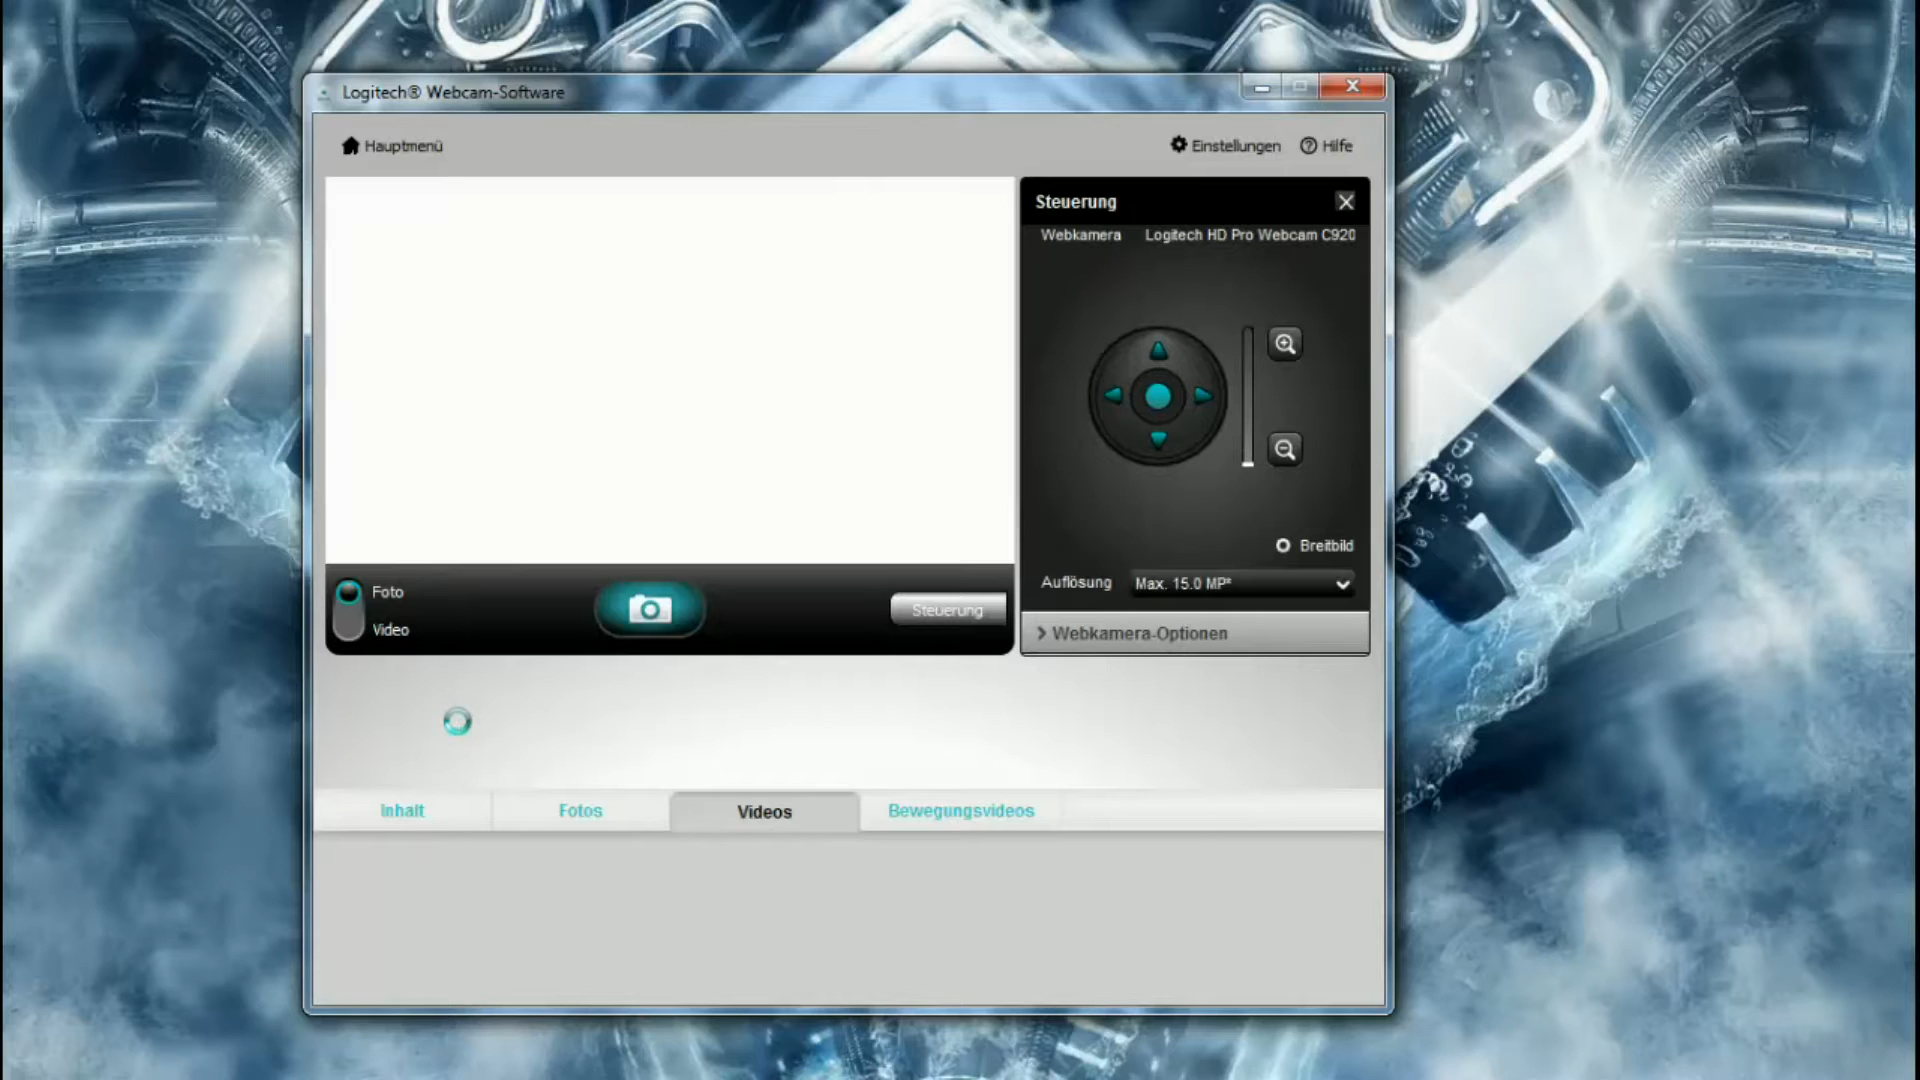 Logitech® Webcam-Software
Hauptmenü
Einstellungen
Hilfe
Steuerung
Webkamera Logitech HD Pro Webcam C920
Breitbild
Auflösung Max. 15.0 MP*
Webkamera-Optionen
Foto
Video
Steuerung
Inhalt
Fotos
Videos
Bewegungsvideos